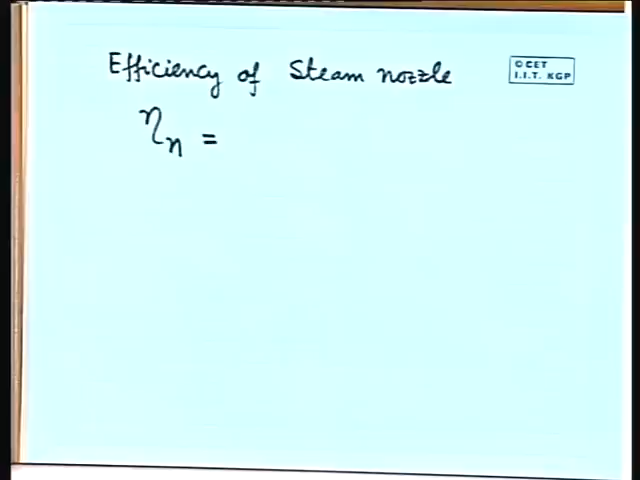 Efficiency of Steam nozzle
© CET
I.I.T. KGP
η_n =